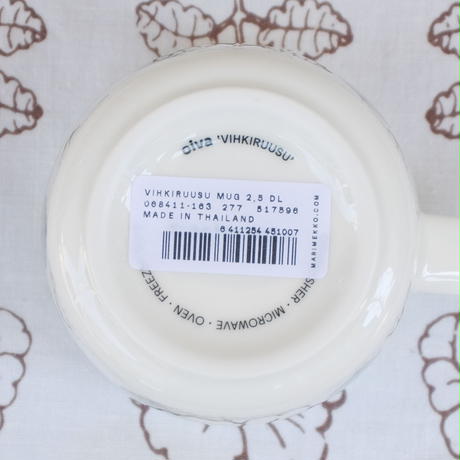 oiva 'VIHKIRUUSU'
VIHKIRUUSU MUG 2,5 DL
068411-163 277 517596
MADE IN THAILAND
6 411254 451007
MARIMEKKO.COM
SHER · MICROWAVE · OVEN · FREEZ